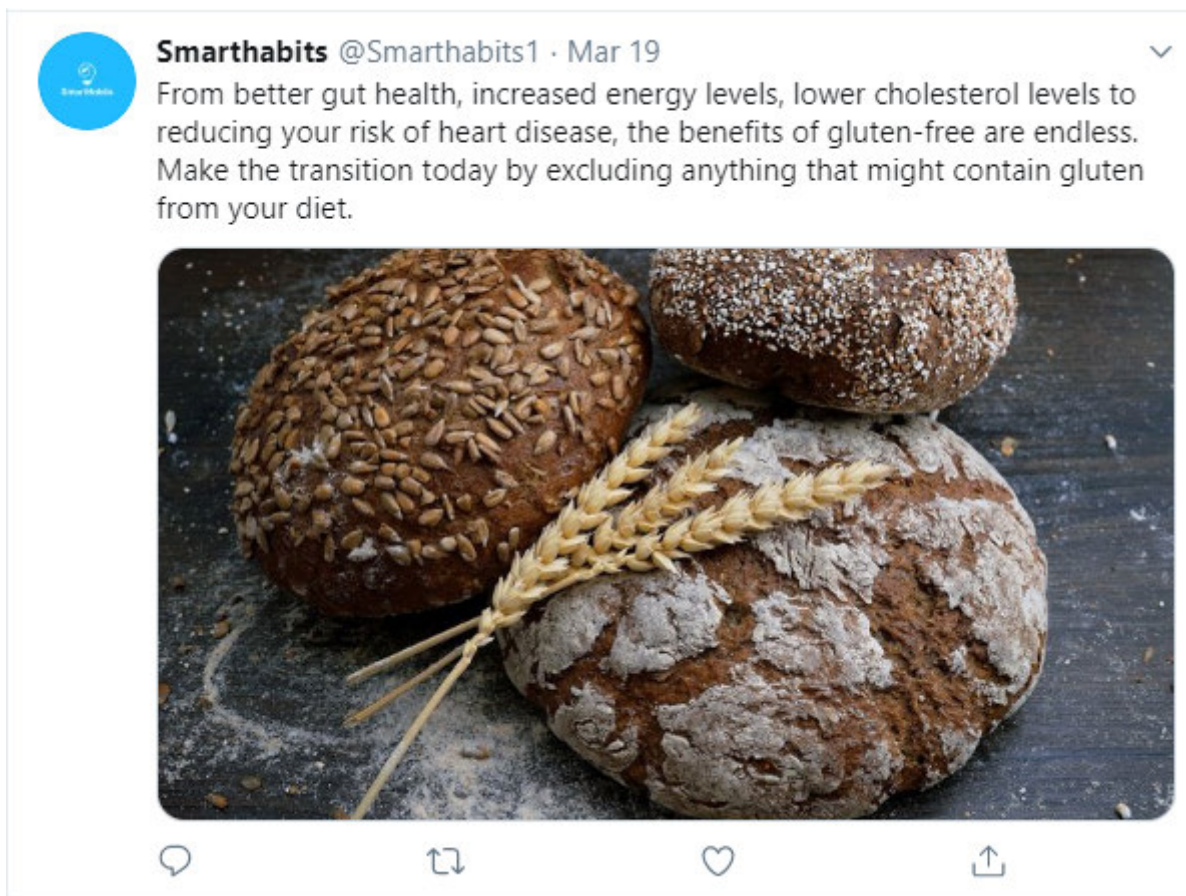 Smarthabits @Smarthabits1 · Mar 19
From better gut health, increased energy levels, lower cholesterol levels to
reducing your risk of heart disease, the benefits of gluten-free are endless.
Make the transition today by excluding anything that might contain gluten
from your diet.